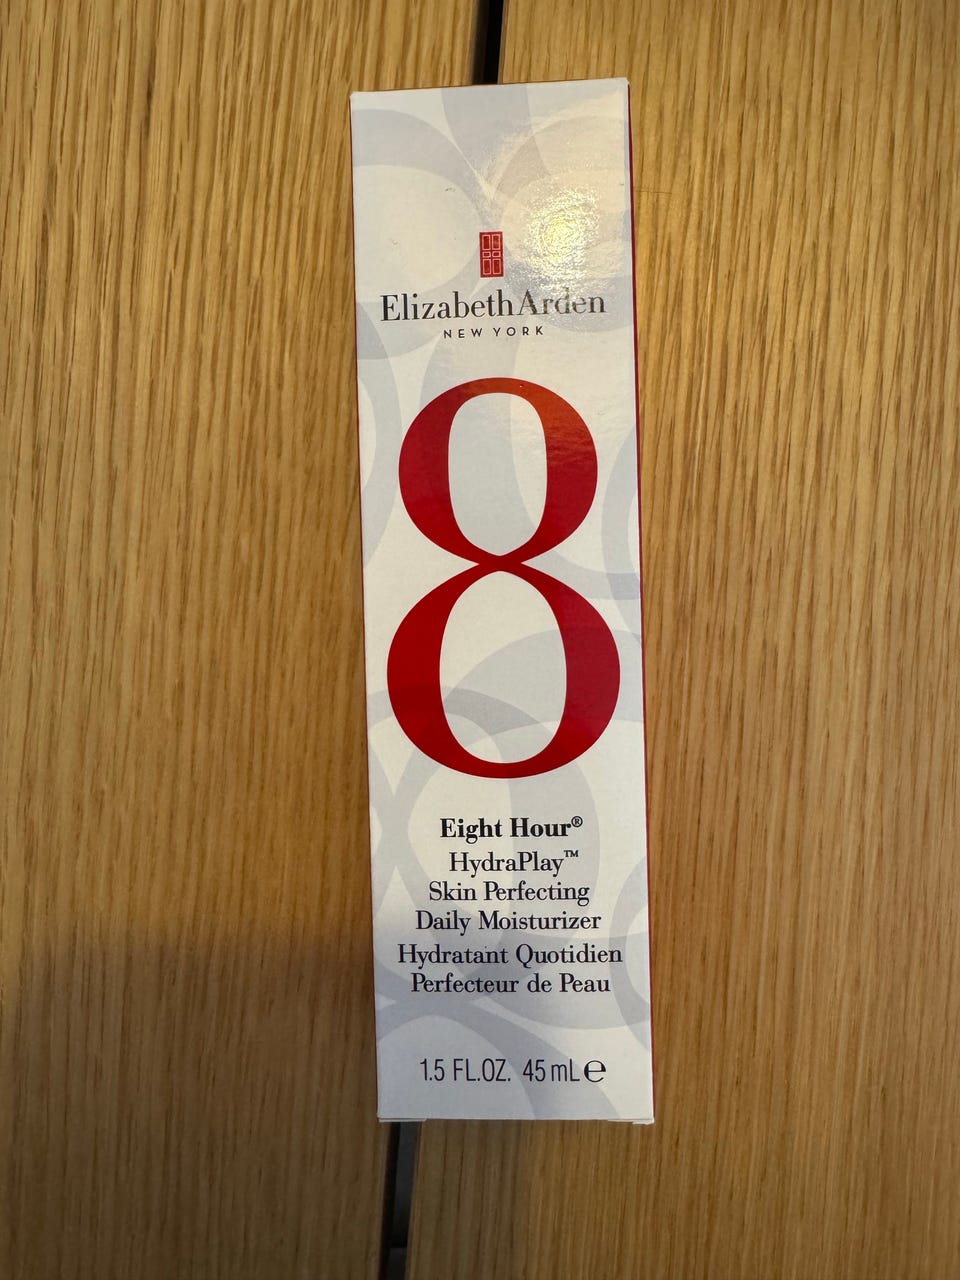 ElizabethArden
NEW YORK
8
Eight Hour®
HydraPlay™
Skin Perfecting
Daily Moisturizer
Hydratant Quotidien
Perfecteur de Peau
1.5 FL.OZ. 45 mL ℮